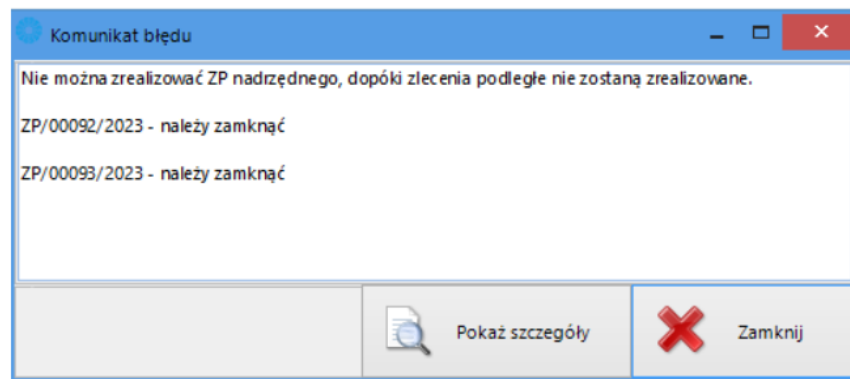 Komunikat błędu
Nie można zrealizować ZP nadrzędnego, dopóki zlecenia podległe nie zostaną zrealizowane.
ZP/00092/2023 - należy zamknąć
ZP/00093/2023 - należy zamknąć
Pokaż szczegóły
Zamknij